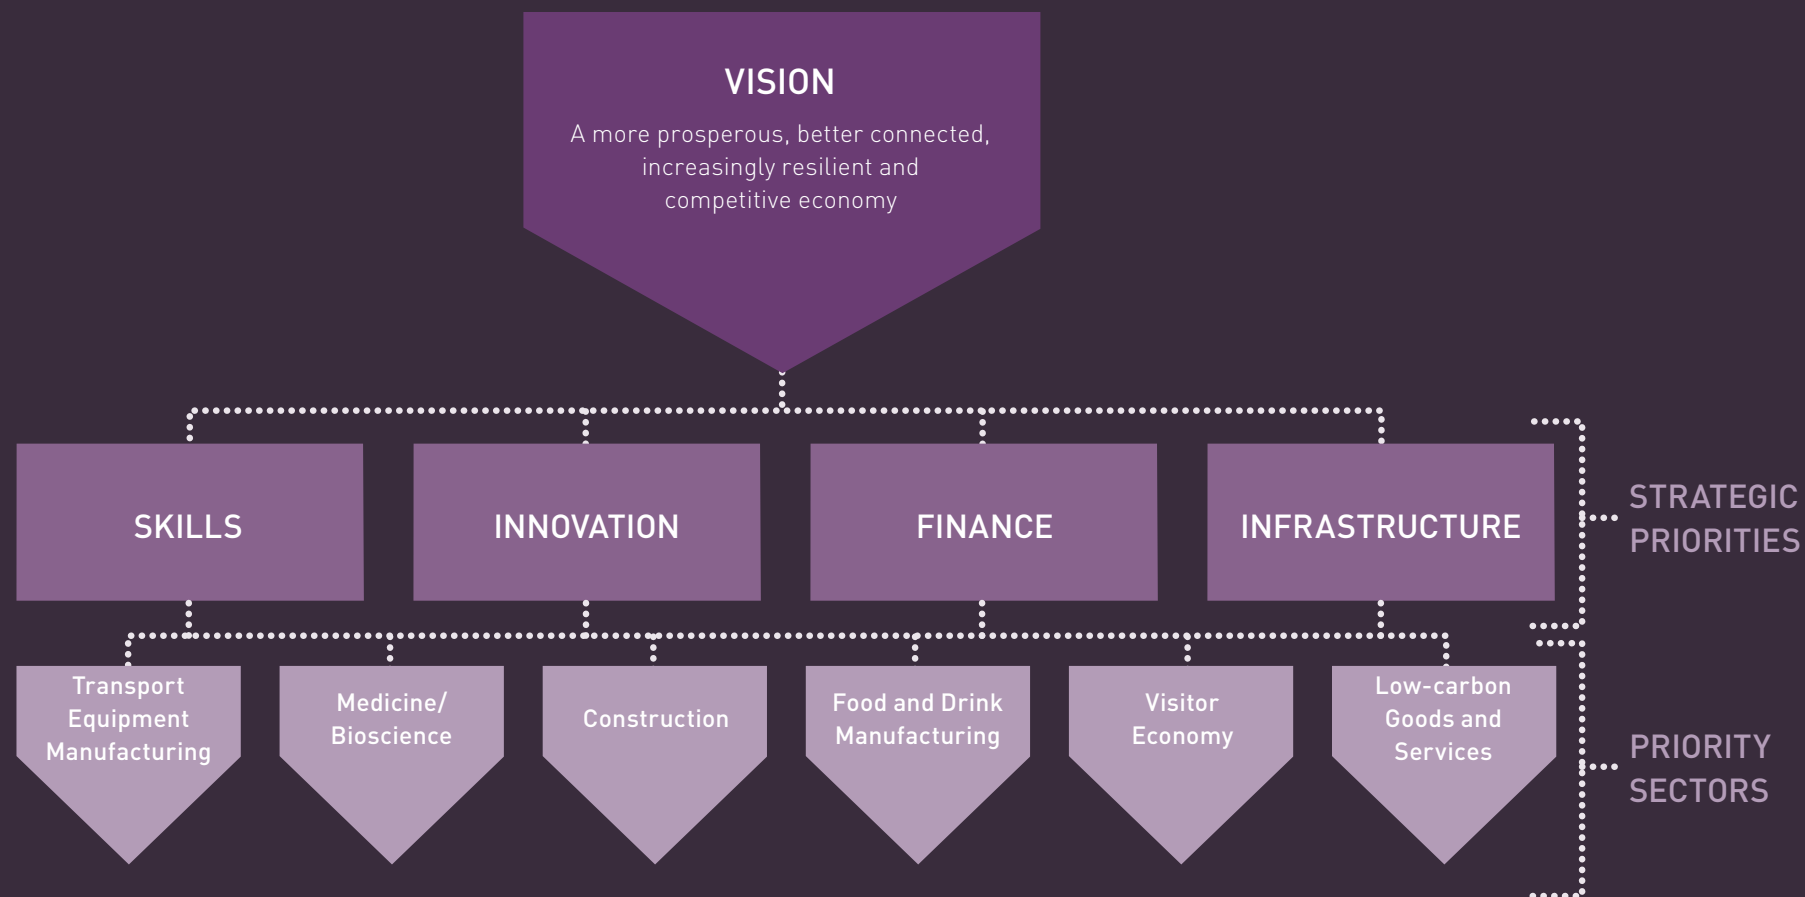 VISION
A more prosperous, better connected,
increasingly resilient and
competitive economy
SKILLS
INNOVATION
FINANCE
INFRASTRUCTURE
STRATEGIC
PRIORITIES
Transport
Equipment
Manufacturing
Medicine/
Bioscience
Construction
Food and Drink
Manufacturing
Visitor
Economy
Low-carbon
Goods and
Services
PRIORITY
SECTORS